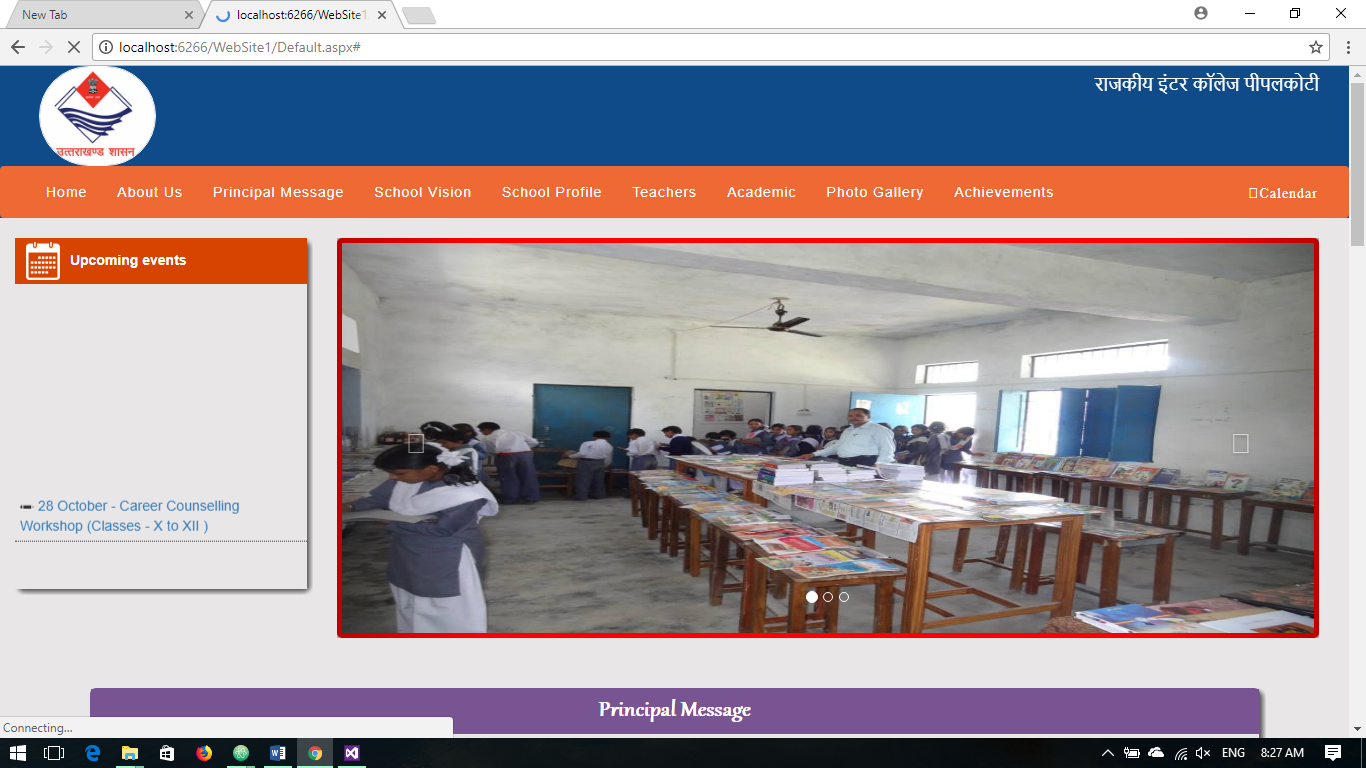 New Tab
localhost:6266/WebSite1
localhost:6266/WebSite1/Default.aspx#
राजकीय इंटर कॉलेज पीपलकोटी
उत्तराखण्ड शासन
Home About Us Principal Message School Vision School Profile Teachers Academic Photo Gallery Achievements Calendar
Upcoming events
28 October - Career Counselling
Workshop (Classes - X to XII )
Principal Message
Connecting...
ENG 8:27 AM